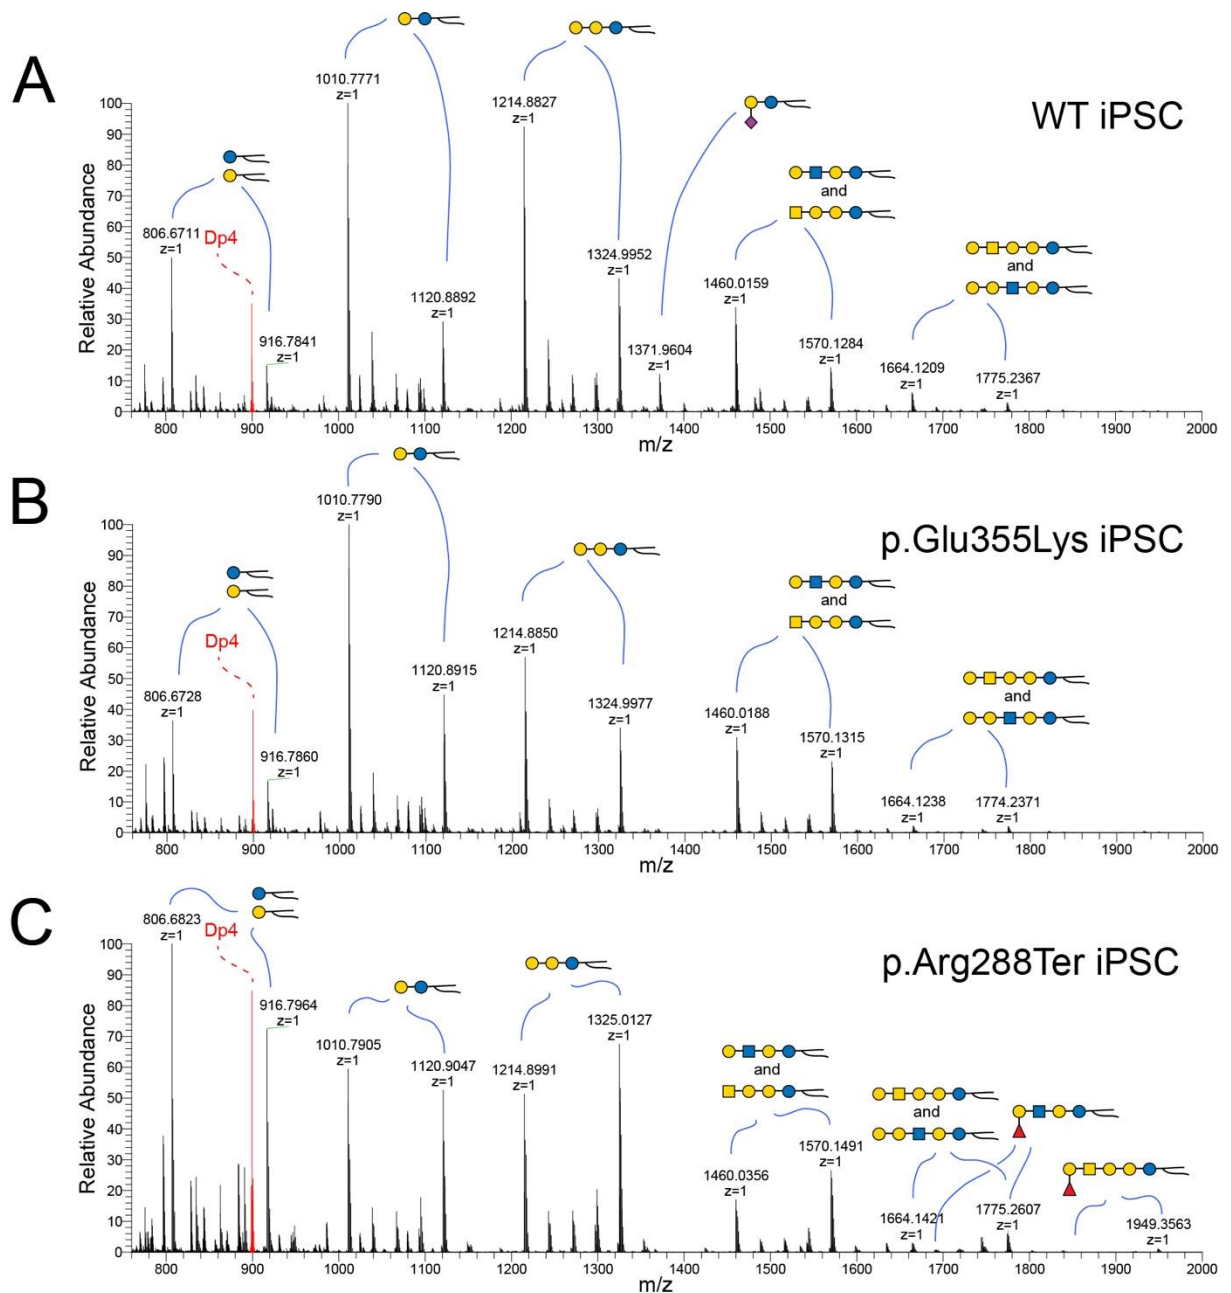 A
WT iPSC
Relative Abundance
100
90
80
70
60
50
40
30
20
10
0
806.6711
z=1
Dp4
916.7841
z=1
1010.7771
z=1
1120.8892
z=1
1214.8827
z=1
1324.9952
z=1
1371.9604
z=1
1460.0159
z=1
and
1570.1284
z=1
1664.1209
z=1
and
1775.2367
z=1
800 900 1000 1100 1200 1300 1400 1500 1600 1700 1800 1900 2000
m/z
B
p.Glu355Lys iPSC
Relative Abundance
100
90
80
70
60
50
40
30
20
10
0
806.6728
z=1
Dp4
916.7860
z=1
1010.7790
z=1
1120.8915
z=1
1214.8850
z=1
1324.9977
z=1
1460.0188
z=1
and
1570.1315
z=1
1664.1238
z=1
and
1774.2371
z=1
800 900 1000 1100 1200 1300 1400 1500 1600 1700 1800 1900 2000
m/z
C
p.Arg288Ter iPSC
Relative Abundance
100
90
80
70
60
50
40
30
20
10
0
806.6823
z=1
Dp4
916.7964
z=1
1010.7905
z=1
1120.9047
z=1
1214.8991
z=1
1325.0127
z=1
1460.0356
z=1
and
1570.1491
z=1
1664.1421
z=1
and
1775.2607
z=1
1949.3563
z=1
800 900 1000 1100 1200 1300 1400 1500 1600 1700 1800 1900 2000
m/z